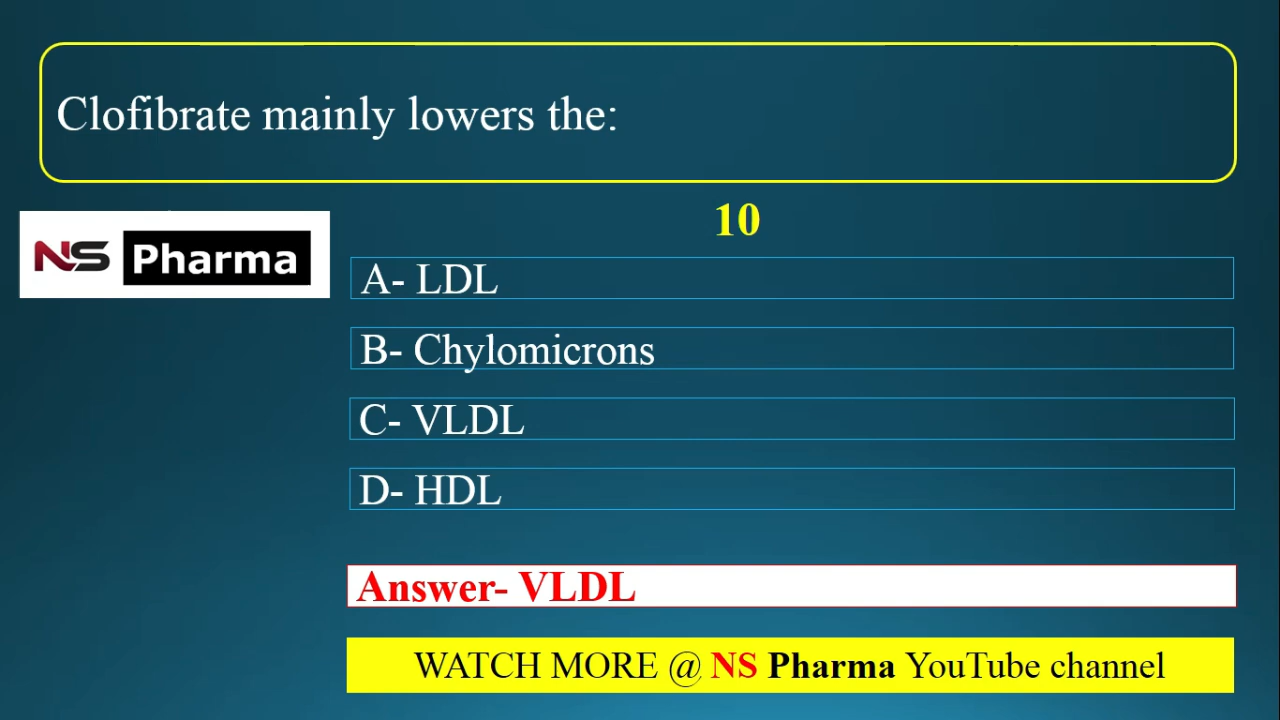 Clofibrate mainly lowers the:
10
NS Pharma
A- LDL
B- Chylomicrons
C- VLDL
D- HDL
Answer- VLDL
WATCH MORE @ NS Pharma YouTube channel